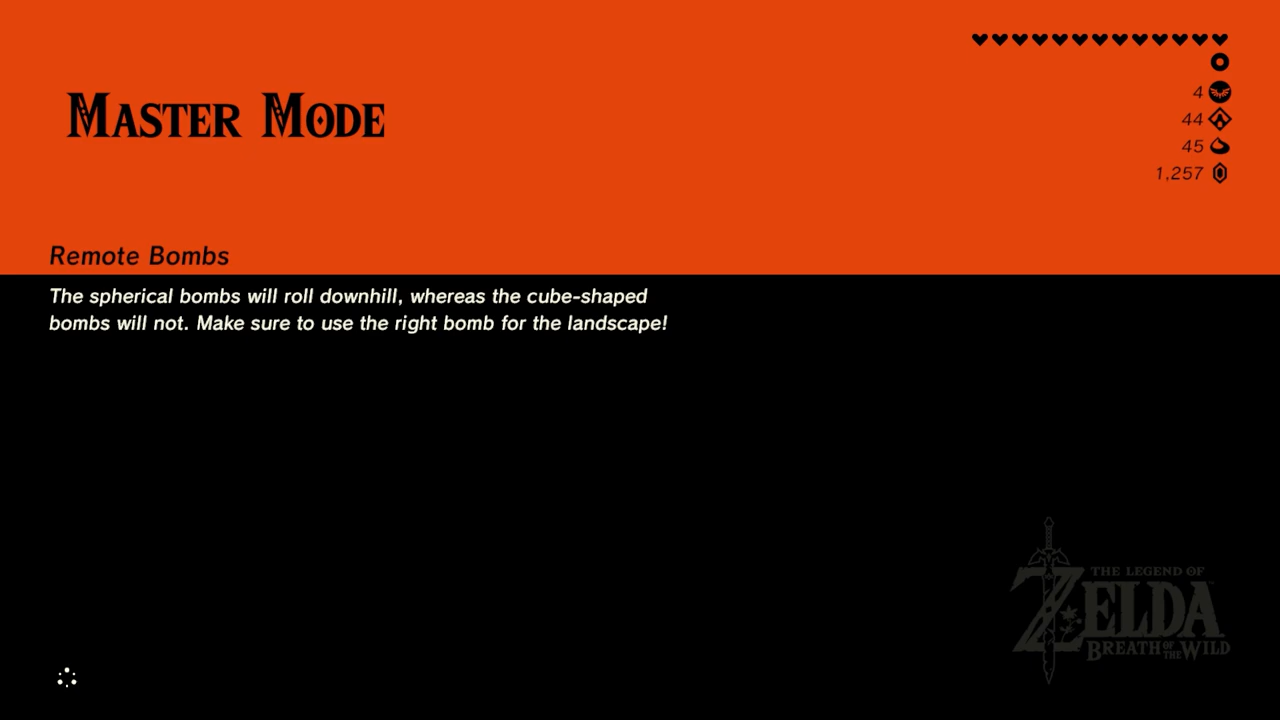 Master Mode
4
44
45
1,257
Remote Bombs
The spherical bombs will roll downhill, whereas the cube-shaped
bombs will not. Make sure to use the right bomb for the landscape!
THE LEGEND OF
ZELDA
BREATH OF THE WILD